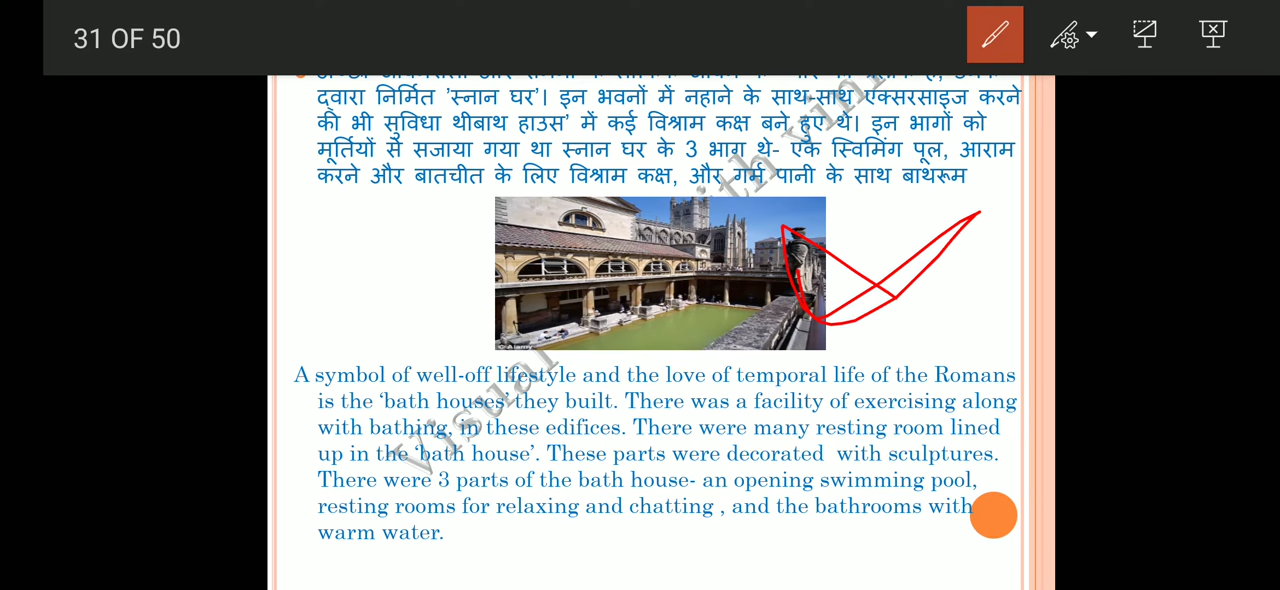 31 OF 50
द्वारा निर्मित 'स्नान घर'। इन भवनों में नहाने के साथ-साथ एक्सरसाइज करने
की भी सुविधा थीबाथ हाउस' में कई विश्राम कक्ष बने हुए थे। इन भागों को
मूर्तियों से सजाया गया था स्नान घर के 3 भाग थे- एक स्विमिंग पूल, आराम
करने और बातचीत के लिए विश्राम कक्ष, और गर्म पानी के साथ बाथरूम
© Alamy
A symbol of well-off lifestyle and the love of temporal life of the Romans
is the ‘bath houses’ they built. There was a facility of exercising along
with bathing, in these edifices. There were many resting room lined
up in the ‘bath house’. These parts were decorated with sculptures.
There were 3 parts of the bath house- an opening swimming pool,
resting rooms for relaxing and chatting , and the bathrooms with
warm water.